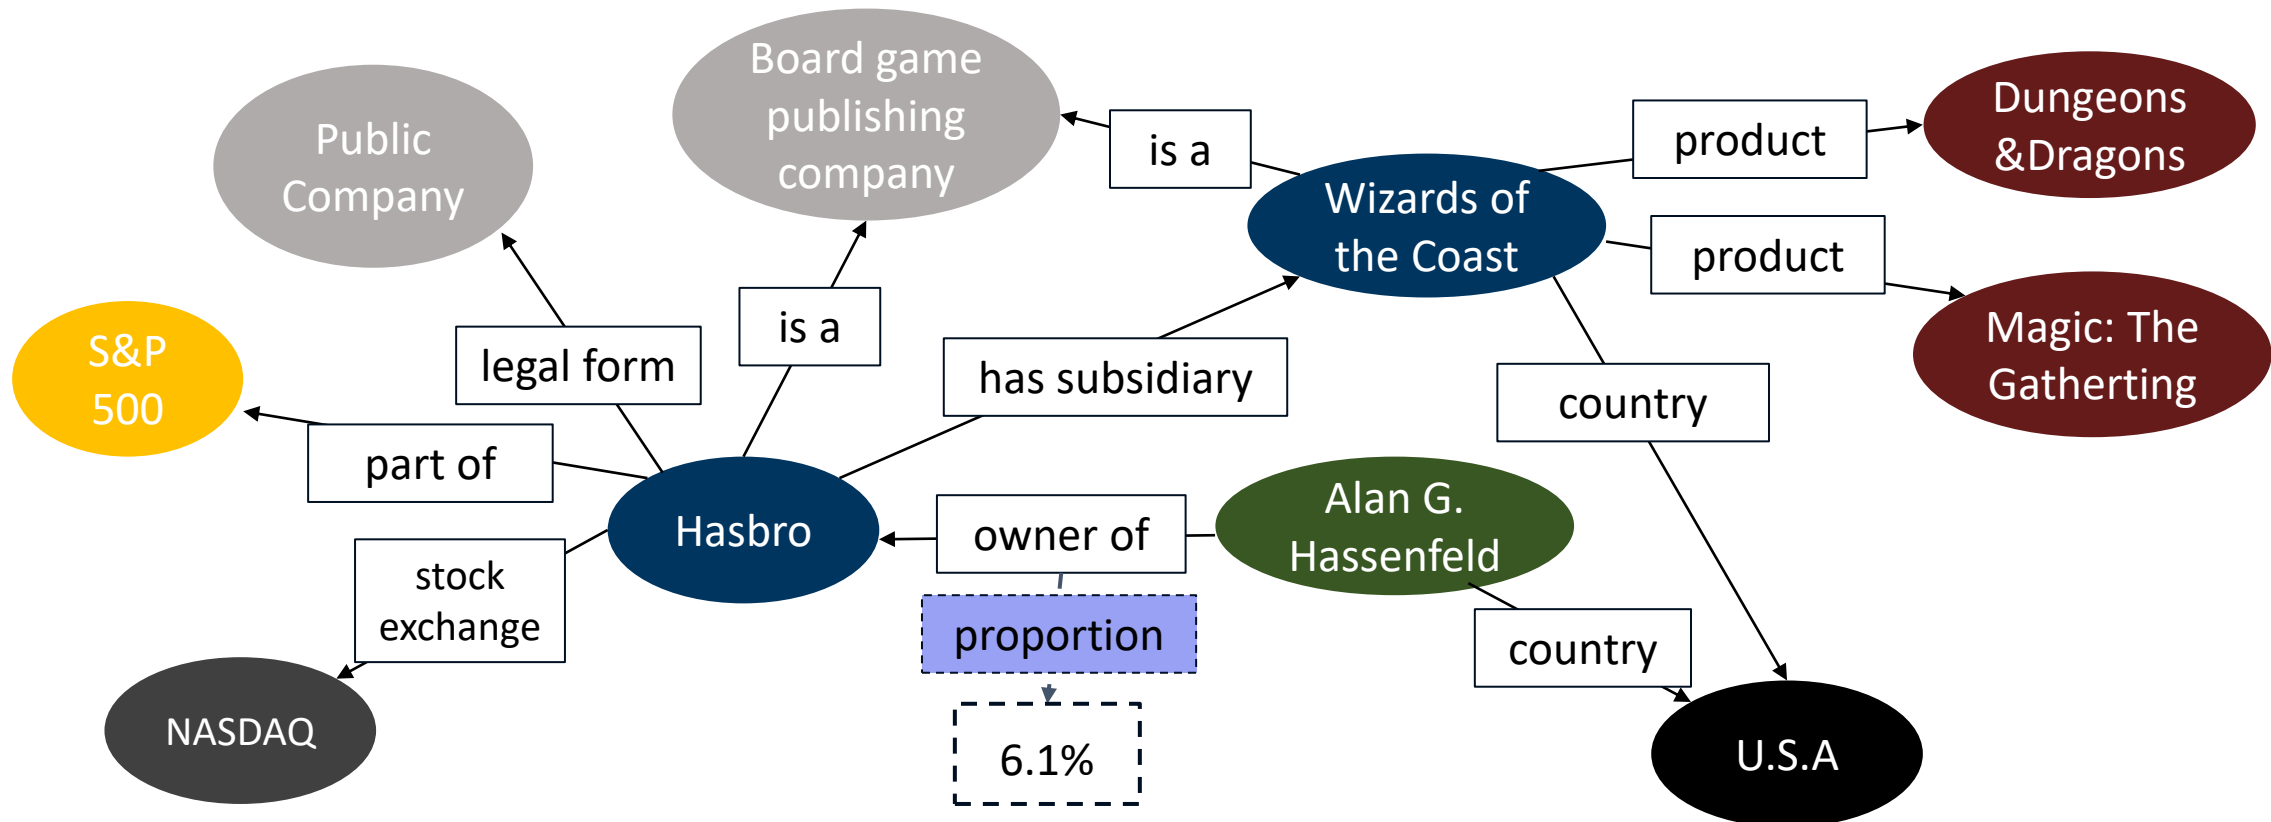 Board game
publishing
company
Public
Company
is a
product
Dungeons
&Dragons
Wizards of
the Coast
product
Magic: The
Gatherting
S&P
500
legal form
is a
has subsidiary
country
part of
Hasbro
owner of
Alan G.
Hassenfeld
stock
exchange
proportion
country
NASDAQ
6.1%
U.S.A